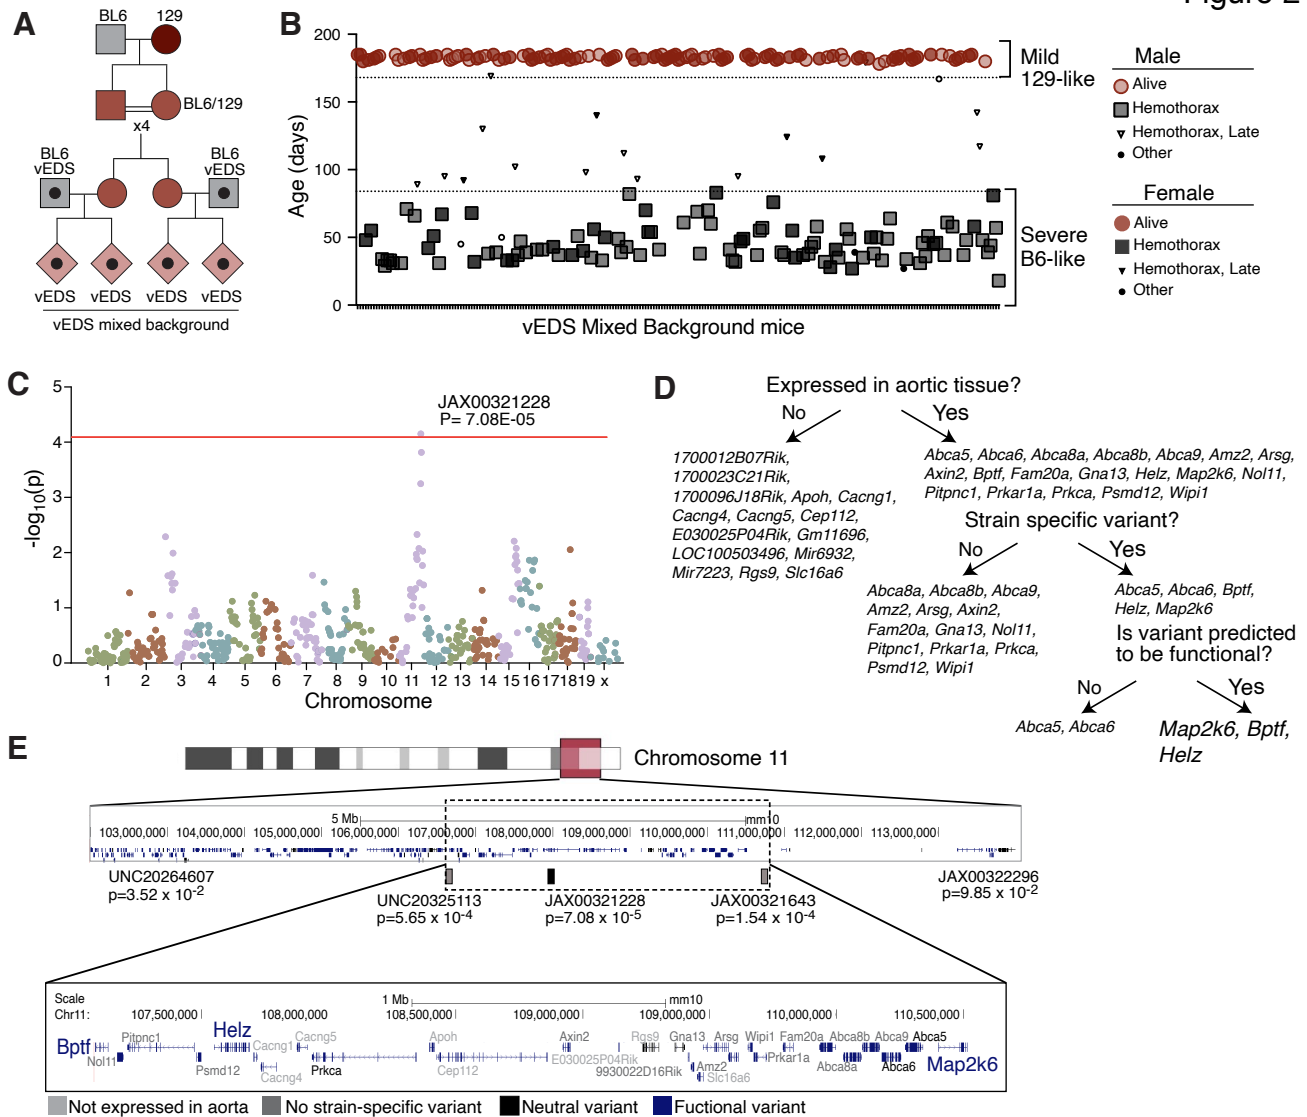 A
BL6
129
BL6/129
x4
BL6
vEDS
BL6
vEDS
vEDS
vEDS
vEDS
vEDS
vEDS mixed background
B
Age (days)
200
150
100
50
0
vEDS Mixed Background mice
Mild
129-like
Severe
B6-like
Male
Alive
Hemothorax
Hemothorax, Late
Other
Female
Alive
Hemothorax
Hemothorax, Late
Other
C
-log10(p)
5
4
3
2
1
0
JAX00321228
P= 7.08E-05
1 2 3 4 5 6 7 8 9 10 11 12 13 14 15 16 17 18 19 x
Chromosome
D
Expressed in aortic tissue?
No
Yes
1700012B07Rik,
1700023C21Rik,
1700096J18Rik, Apoh, Cacng1,
Cacng4, Cacng5, Cep112,
E030025P04Rik, Gm11696,
LOC100503496, Mir6932,
Mir7223, Rgs9, Slc16a6
Abca5, Abca6, Abca8a, Abca8b, Abca9, Amz2, Arsg,
Axin2, Bptf, Fam20a, Gna13, Helz, Map2k6, Nol11,
Pitpnc1, Prkar1a, Prkca, Psmd12, Wipi1
Strain specific variant?
No
Yes
Abca8a, Abca8b, Abca9,
Amz2, Arsg, Axin2,
Fam20a, Gna13, Nol11,
Pitpnc1, Prkar1a, Prkca,
Psmd12, Wipi1
Abca5, Abca6, Bptf,
Helz, Map2k6
Is variant predicted
to be functional?
No
Yes
Abca5, Abca6
Map2k6, Bptf,
Helz
E
Chromosome 11
5 Mb
mm10
103,000,000 104,000,000 105,000,000 106,000,000 107,000,000 108,000,000 109,000,000 110,000,000 111,000,000 112,000,000 113,000,000
UNC20264607
p=3.52 x 10-2
UNC20325113
p=5.65 x 10-4
JAX00321228
p=7.08 x 10-5
JAX00321643
p=1.54 x 10-4
JAX00322296
p=9.85 x 10-2
Scale
1 Mb
mm10
Chr11:
107,500,000 108,000,000 108,500,000 109,000,000 109,000,000 110,000,000 110,500,000
Bptf
Nol11
Pitpnc1
Psmd12
Helz
Cacng1
Cacng4
Cacng5
Prkca
Apoh
Cep112
Axin2
E030025P04Rik
9930022D16Rik
Rgs9
Gna13
Amz2
Slc16a6
Arsg
Wipi1
Prkar1a
Fam20a
Abca8a
Abca8b
Abca9
Abca6
Abca5
Map2k6
Not expressed in aorta
No strain-specific variant
Neutral variant
Fuctional variant